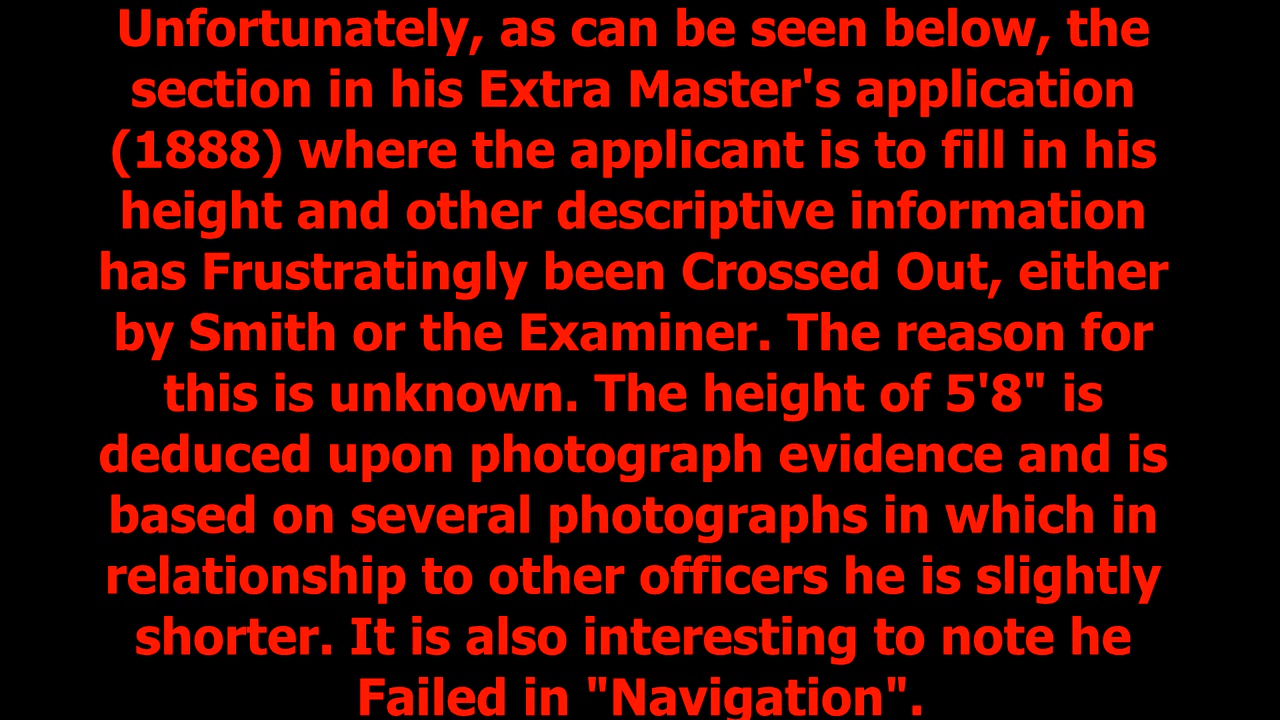 Unfortunately, as can be seen below, the
section in his Extra Master's application
(1888) where the applicant is to fill in his
height and other descriptive information
has Frustratingly been Crossed Out, either
by Smith or the Examiner. The reason for
this is unknown. The height of 5'8" is
deduced upon photograph evidence and is
based on several photographs in which in
relationship to other officers he is slightly
shorter. It is also interesting to note he
Failed in "Navigation".